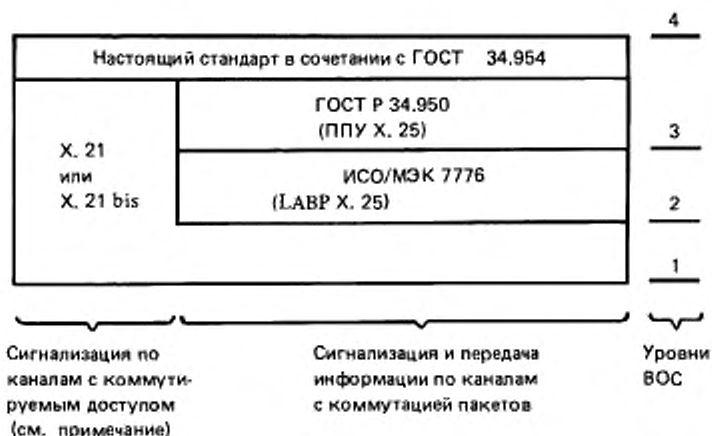 4
Настоящий стандарт в сочетании с ГОСТ 34.954
ГОСТ Р 34.950
(ППУ X. 25)
3
X. 21
или
X. 21 bis
ИСО/МЭК 7776
(LABP X. 25)
2
1
Сигнализация по
каналам с коммути-
руемым доступом
(см. примечание)
Сигнализация и передача
информации по каналам
с коммутацией пакетов
Уровни
ВОС